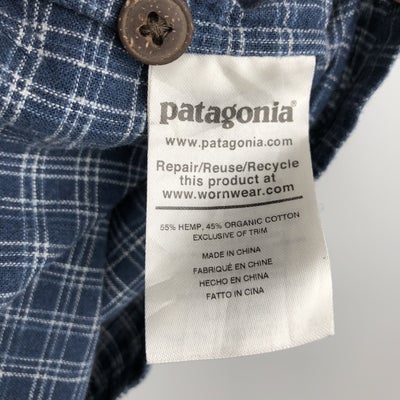 patagonia®
www.patagonia.com
Repair/Reuse/Recycle
this product at
www.wornwear.com
55% HEMP, 45% ORGANIC COTTON
EXCLUSIVE OF TRIM
MADE IN CHINA
FABRIQUÉ EN CHINE
HECHO EN CHINA
FATTO IN CINA